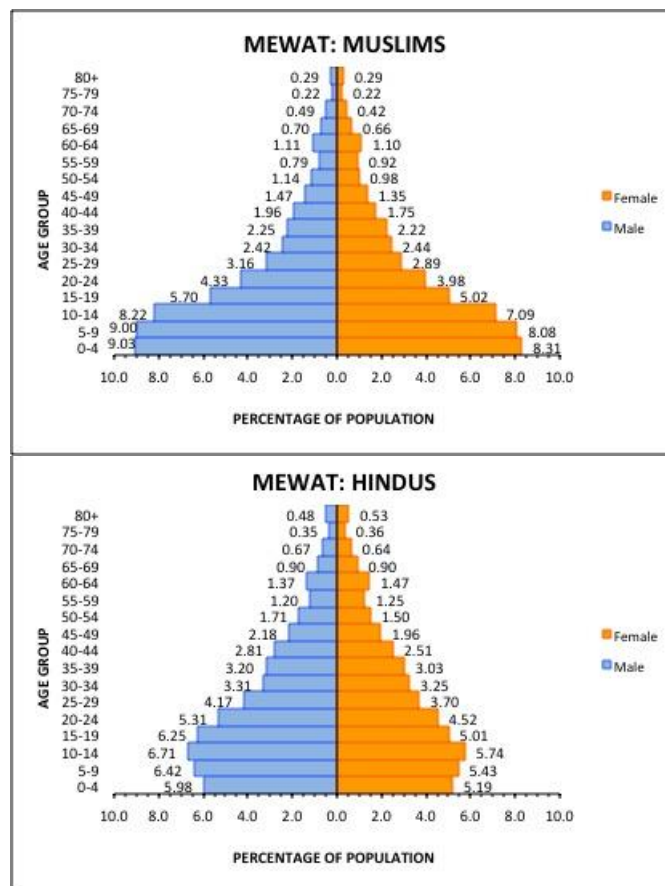 MEWAT: MUSLIMS
AGE GROUP
80+ 0.29 0.29
75-79 0.22 0.22
70-74 0.49 0.42
65-69 0.70 0.66
60-64 1.11 1.10
55-59 0.79 0.92
50-54 1.14 0.98
45-49 1.47 1.35
40-44 1.96 1.75
35-39 2.25 2.22
30-34 2.42 2.44
25-29 3.16 2.89
20-24 4.33 3.98
15-19 5.70 5.02
10-14 8.22 7.09
5-9 9.00 8.08
0-4 9.03 8.31
Female
Male
10.0 8.0 6.0 4.0 2.0 0.0 2.0 4.0 6.0 8.0 10.0
PERCENTAGE OF POPULATION
MEWAT: HINDUS
AGE GROUP
80+ 0.48 0.53
75-79 0.35 0.36
70-74 0.67 0.64
65-69 0.90 0.90
60-64 1.37 1.47
55-59 1.20 1.25
50-54 1.71 1.50
45-49 2.18 1.96
40-44 2.81 2.51
35-39 3.20 3.03
30-34 3.31 3.25
25-29 4.17 3.70
20-24 5.31 4.52
15-19 6.25 5.01
10-14 6.71 5.74
5-9 6.42 5.43
0-4 5.98 5.19
Female
Male
10.0 8.0 6.0 4.0 2.0 0.0 2.0 4.0 6.0 8.0 10.0
PERCENTAGE OF POPULATION